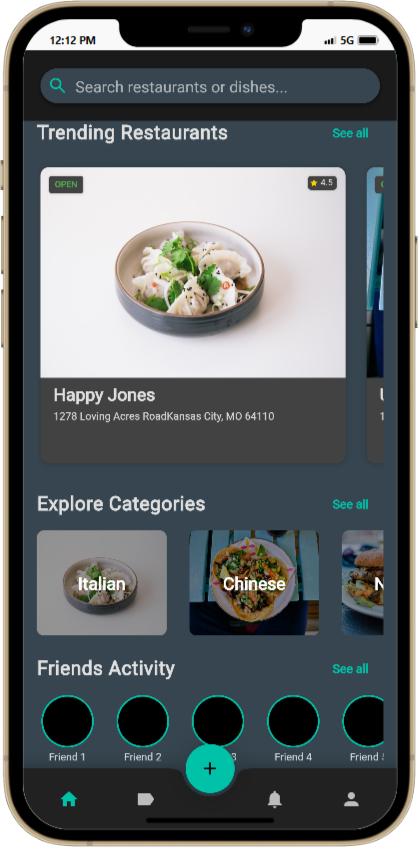 12:12 PM
5G
Search restaurants or dishes...
Trending Restaurants
See all
OPEN
4.5
Happy Jones
1278 Loving Acres RoadKansas City, MO 64110
Explore Categories
See all
Italian
Chinese
Friends Activity
See all
Friend 1
Friend 2
3
Friend 4
Friend